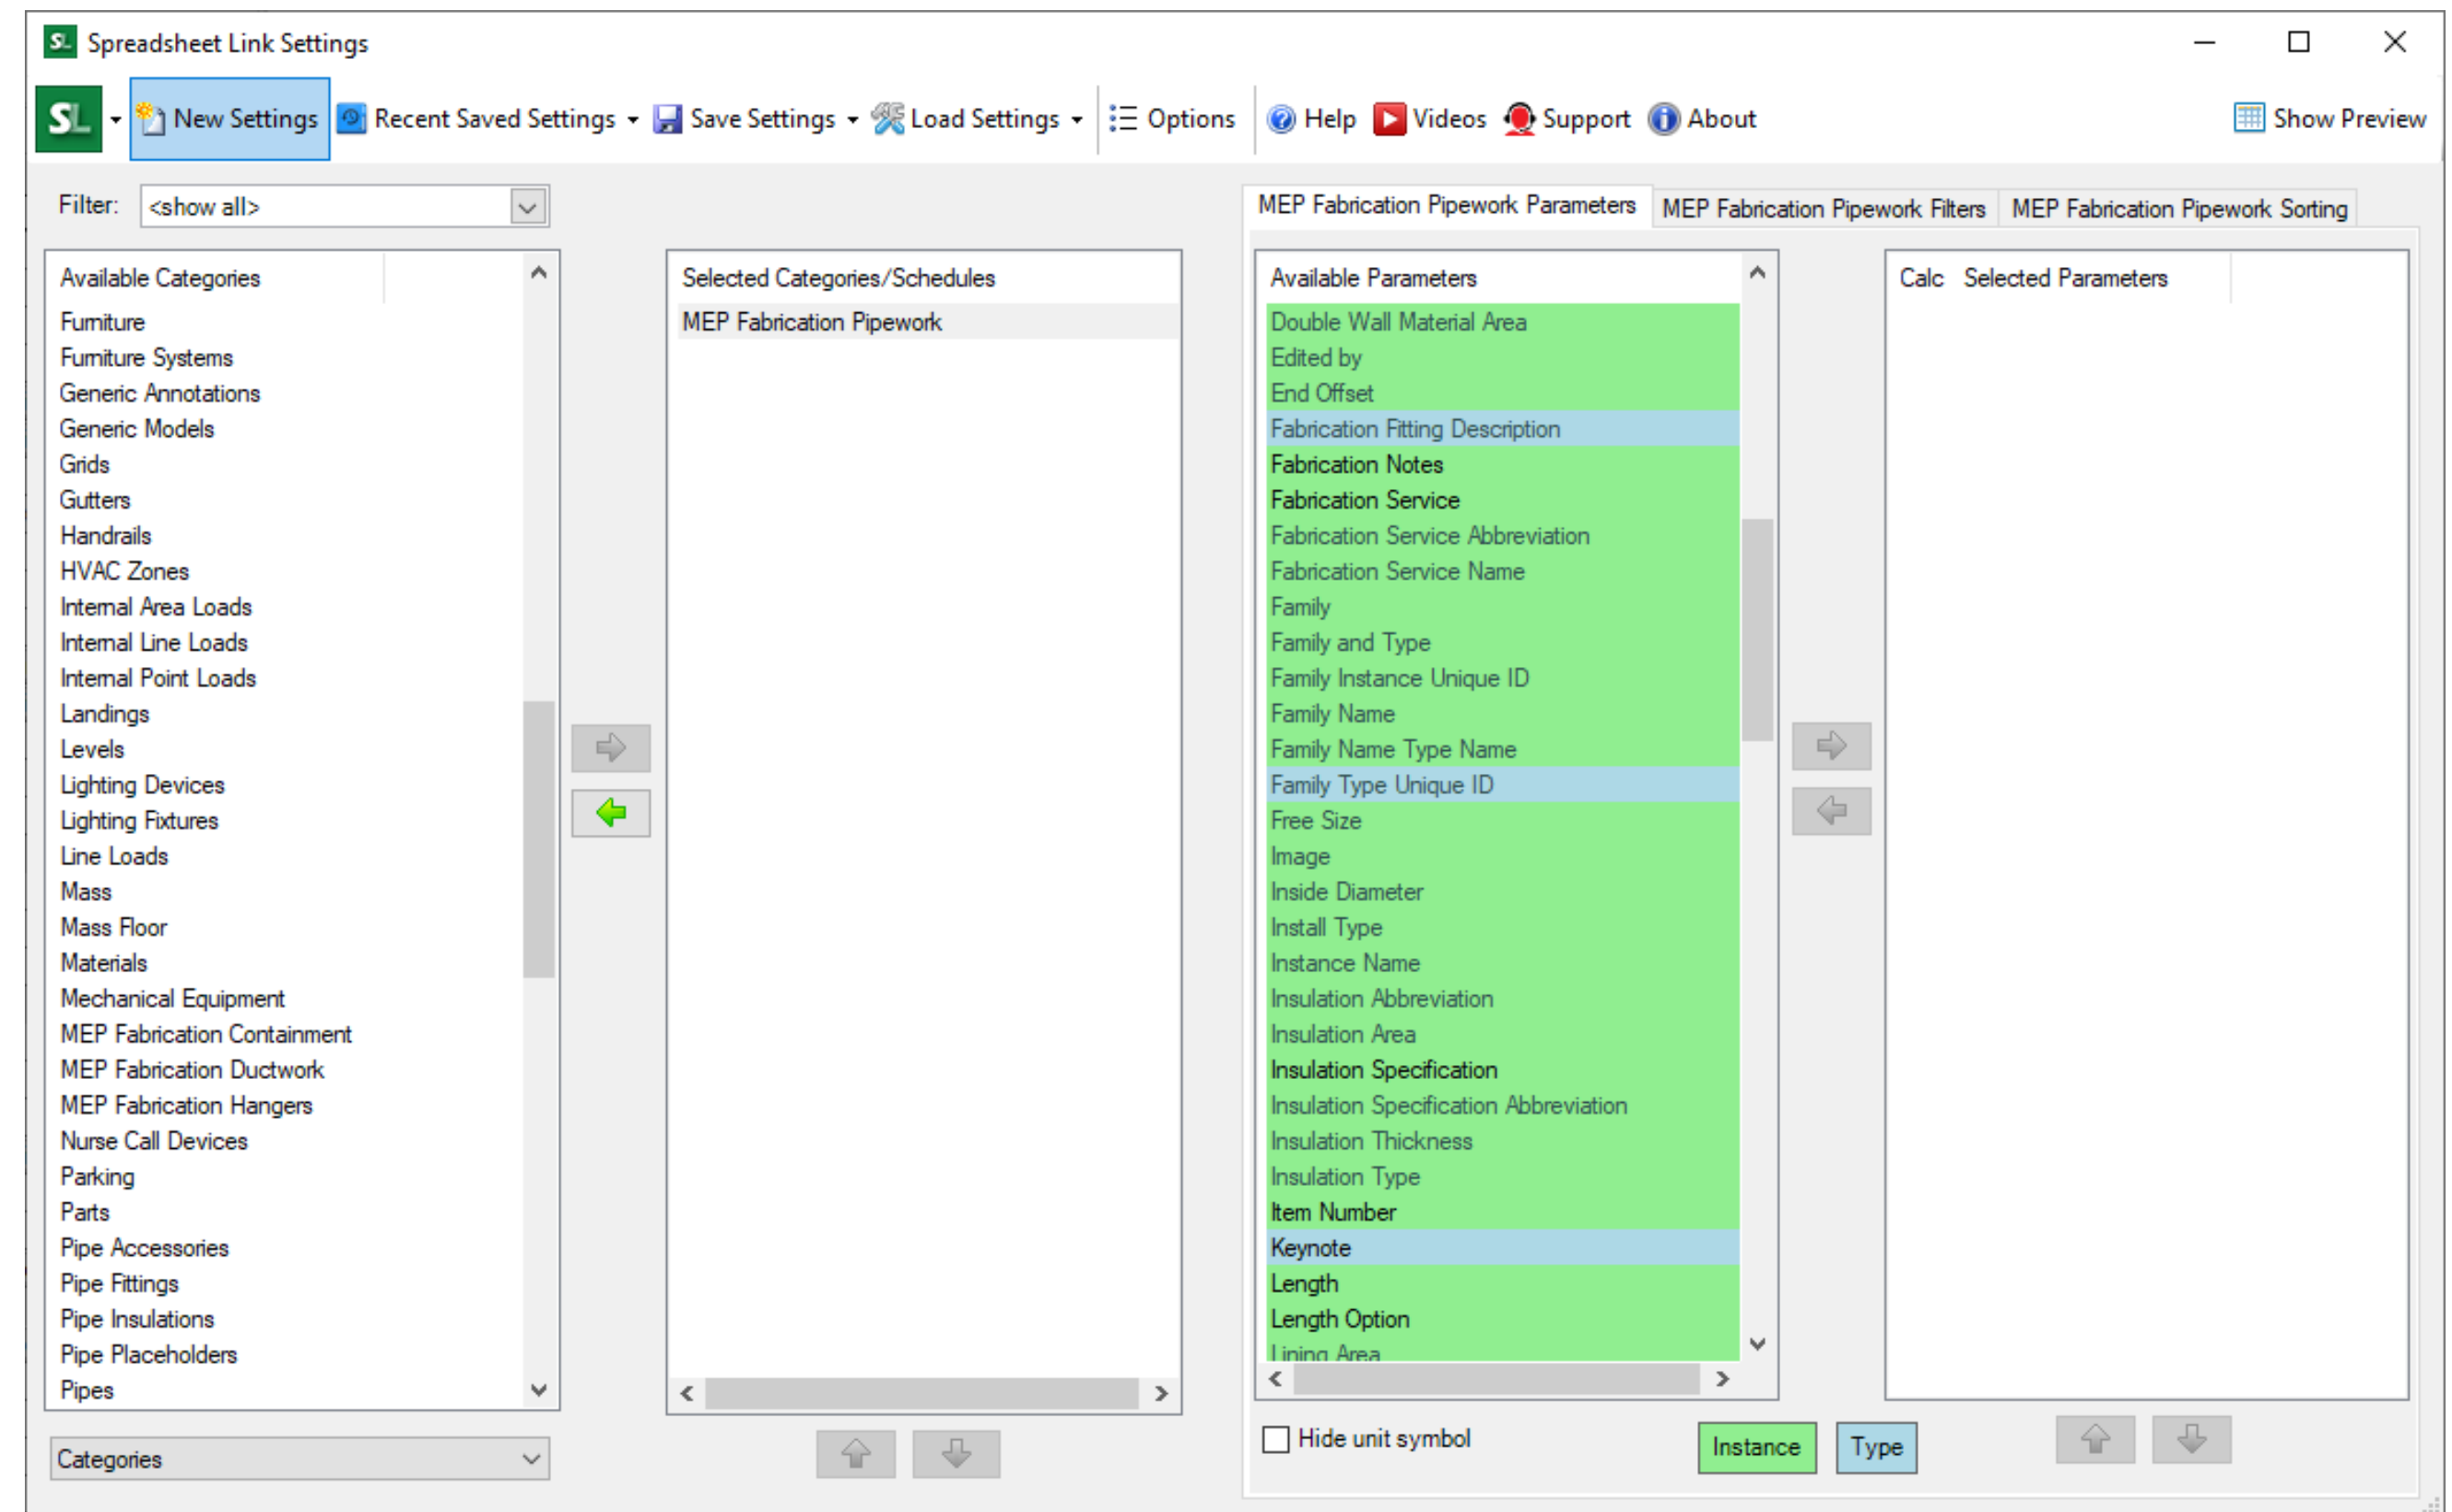 SL Spreadsheet Link Settings
SL New Settings Recent Saved Settings Save Settings Load Settings Options Help Videos Support About Show Preview
Filter: <show all>
Available Categories
Furniture
Furniture Systems
Generic Annotations
Generic Models
Grids
Gutters
Handrails
HVAC Zones
Internal Area Loads
Internal Line Loads
Internal Point Loads
Landings
Levels
Lighting Devices
Lighting Fixtures
Line Loads
Mass
Mass Floor
Materials
Mechanical Equipment
MEP Fabrication Containment
MEP Fabrication Ductwork
MEP Fabrication Hangers
Nurse Call Devices
Parking
Parts
Pipe Accessories
Pipe Fittings
Pipe Insulations
Pipe Placeholders
Pipes
Categories
Selected Categories/Schedules
MEP Fabrication Pipework
MEP Fabrication Pipework Parameters MEP Fabrication Pipework Filters MEP Fabrication Pipework Sorting
Available Parameters
Double Wall Material Area
Edited by
End Offset
Fabrication Fitting Description
Fabrication Notes
Fabrication Service
Fabrication Service Abbreviation
Fabrication Service Name
Family
Family and Type
Family Instance Unique ID
Family Name
Family Name Type Name
Family Type Unique ID
Free Size
Image
Inside Diameter
Install Type
Instance Name
Insulation Abbreviation
Insulation Area
Insulation Specification
Insulation Specification Abbreviation
Insulation Thickness
Insulation Type
Item Number
Keynote
Length
Length Option
Lining Area
Calc Selected Parameters
Hide unit symbol
Instance Type